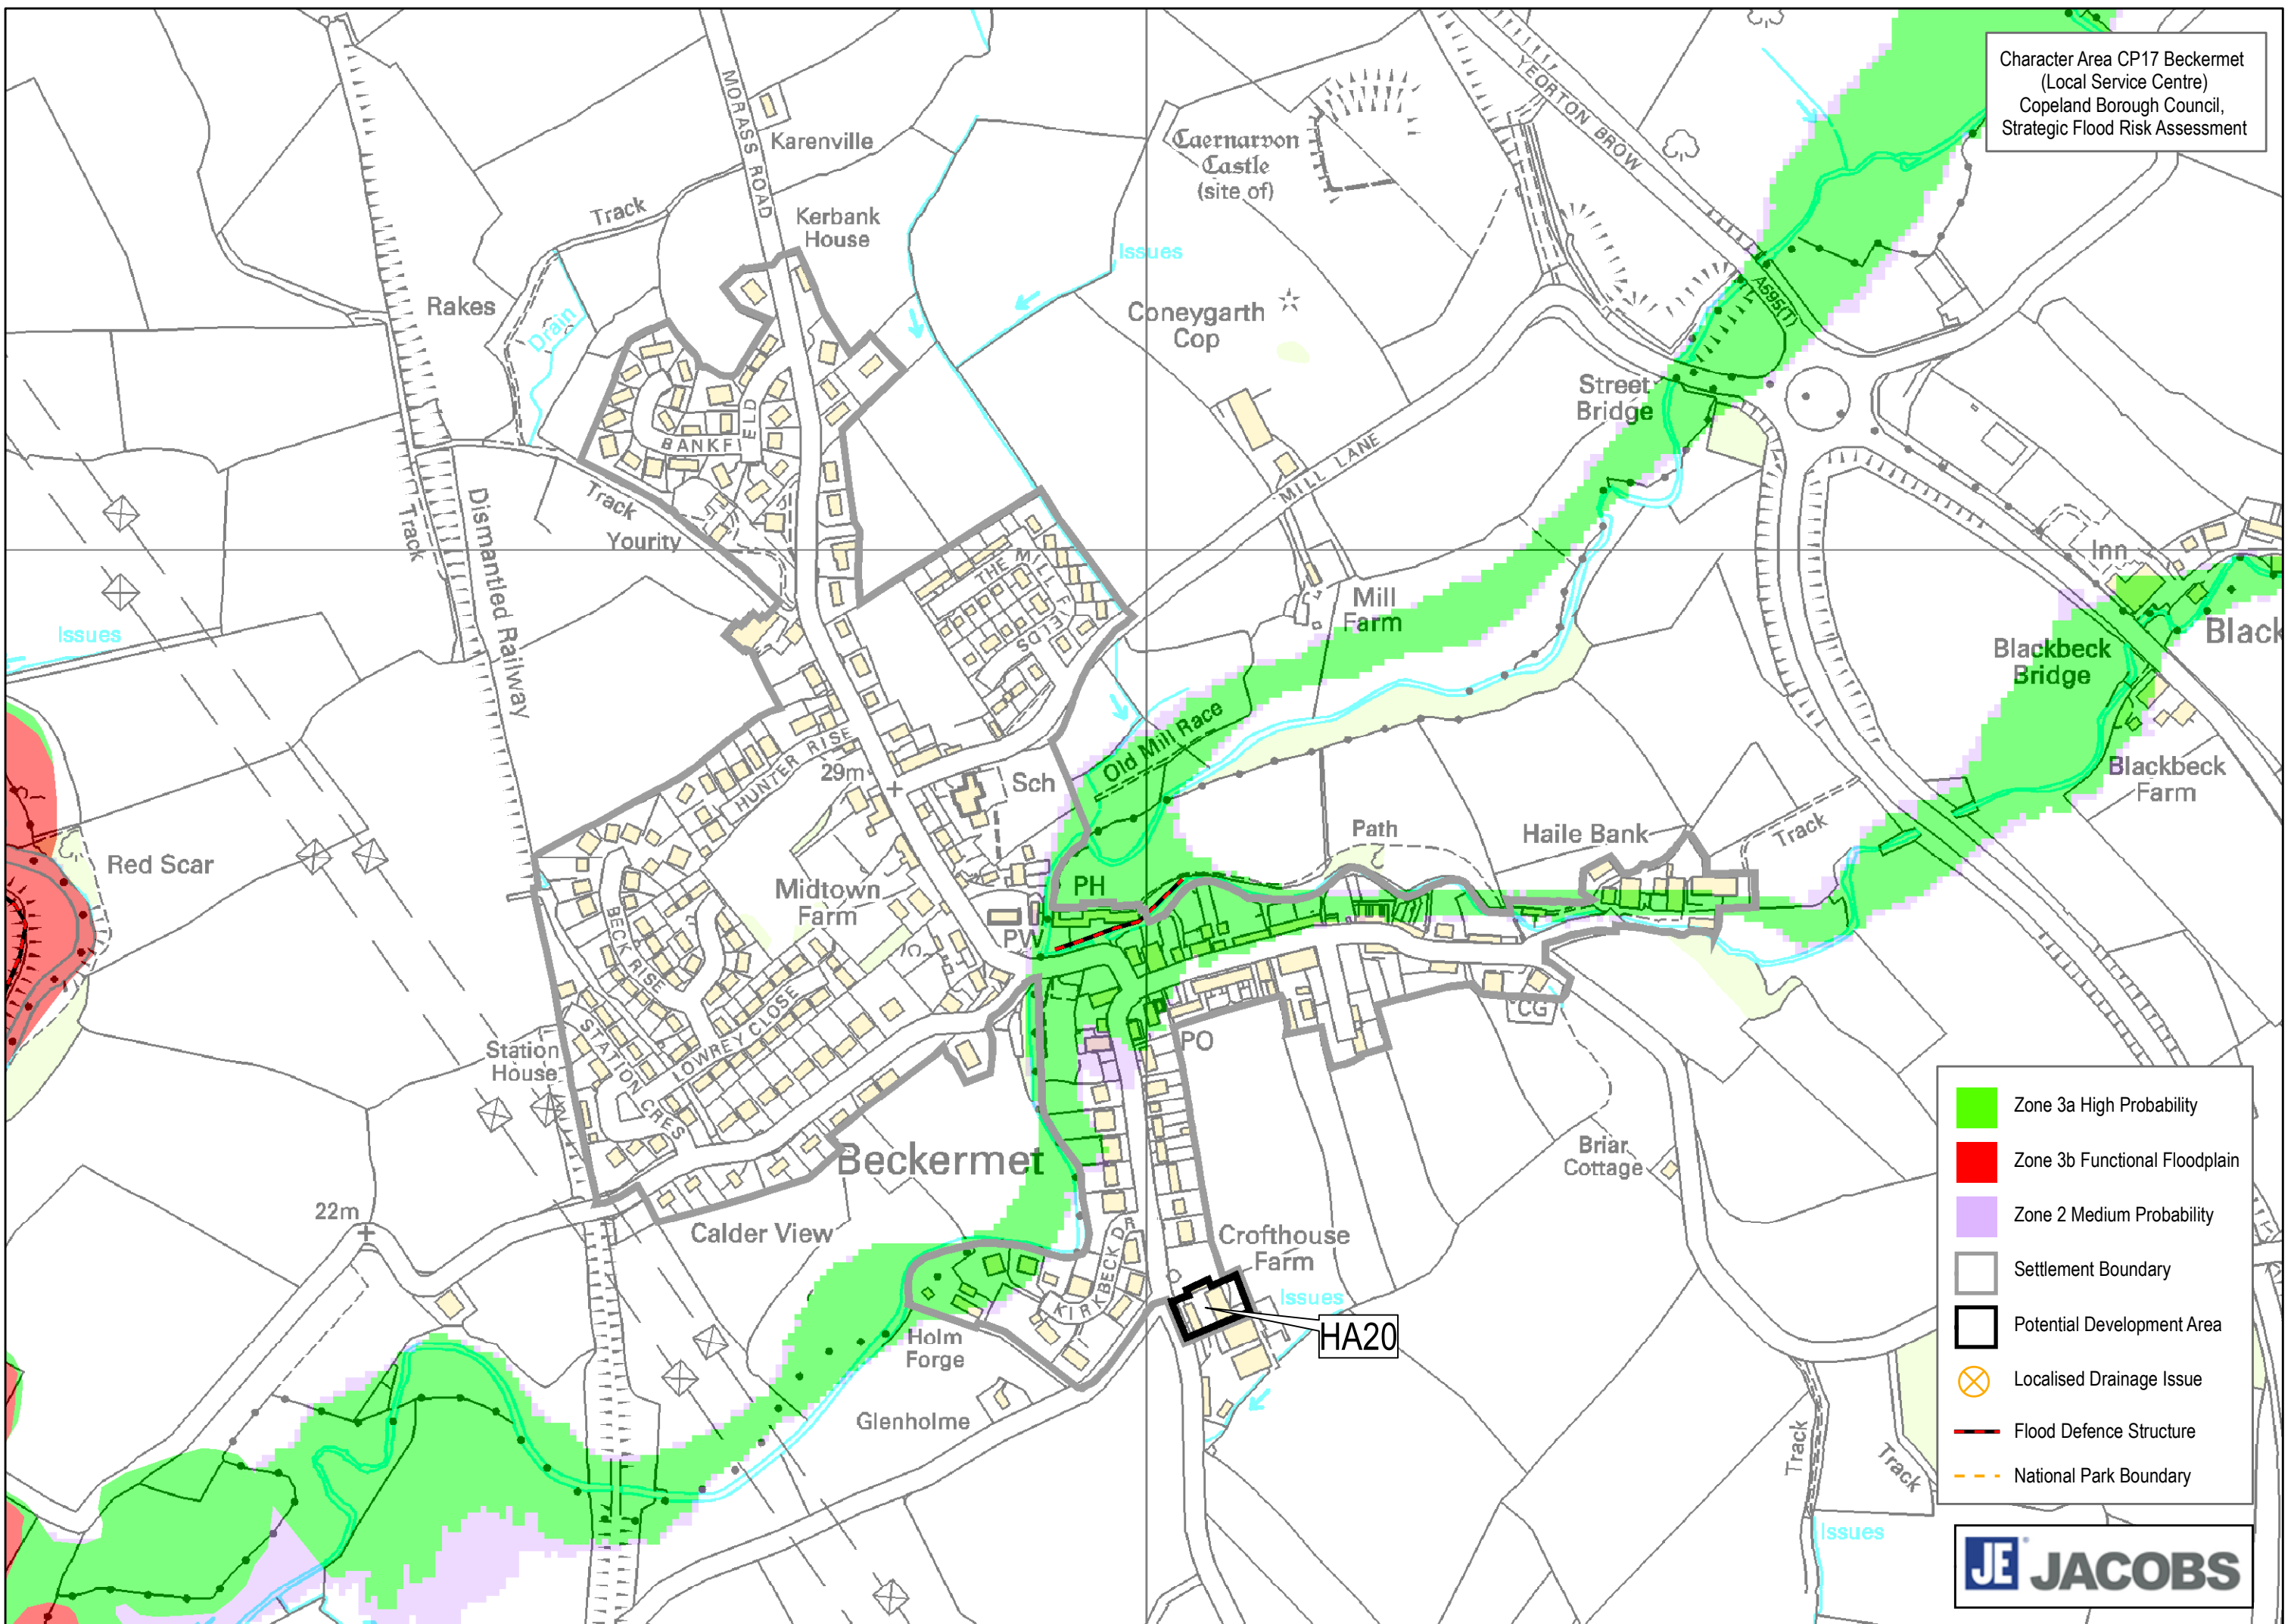 Character Area CP17 Beckermet
(Local Service Centre)
Copeland Borough Council,
Strategic Flood Risk Assessment
MORASS ROAD
Karenville
Caernarvon
Castle
(site of)
YEORTON BROW
Track
Kerbank
House
Issues
Rakes
Drain
Coneygarth
Cop
A595(T)
Street
Bridge
BANKFIELD
MILL LANE
Track
Yourity
Track
Dismantled Railway
THE MILL FIELDS
Inn
Mill
Farm
Issues
Black
Blackbeck
Bridge
HUNTER RISE
29m
Old Mill Race
Sch
Blackbeck
Farm
Red Scar
Path
Haile Bank
Track
Midtown
Farm
PH
BECK RISE
PW
LOWREY CLOSE
CG
Station
House
STATION CRES
PO
Beckermet
Briar
Cottage
22m
Calder View
Crofthouse
Farm
KIRKBECK DR
Issues
HA20
Holm
Forge
Glenholme
Track
Track
Issues
Zone 3a High Probability
Zone 3b Functional Floodplain
Zone 2 Medium Probability
Settlement Boundary
Potential Development Area
Localised Drainage Issue
Flood Defence Structure
National Park Boundary
JE JACOBS